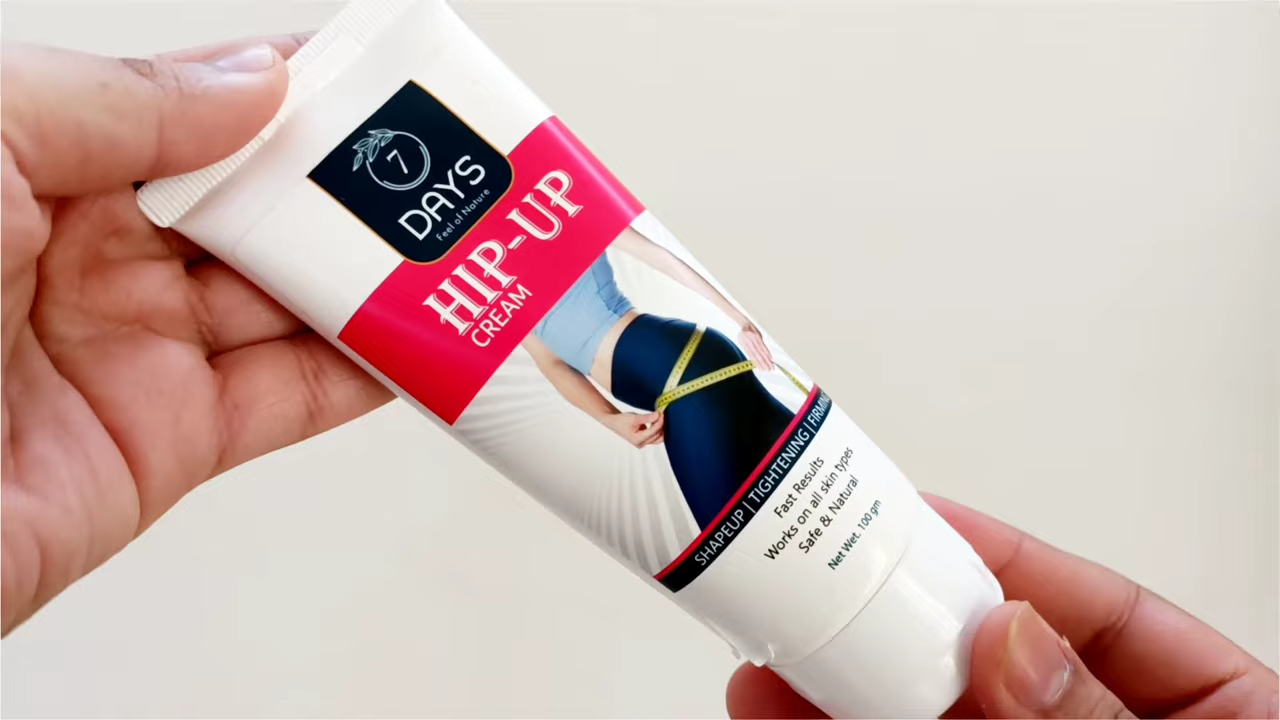 7
DAYS
Feel of Nature
HIP-UP
CREAM
SHAPEUP | TIGHTENING |
Fast Results
Works on all skin types
Safe & Natural
Net Wet. 100 gm